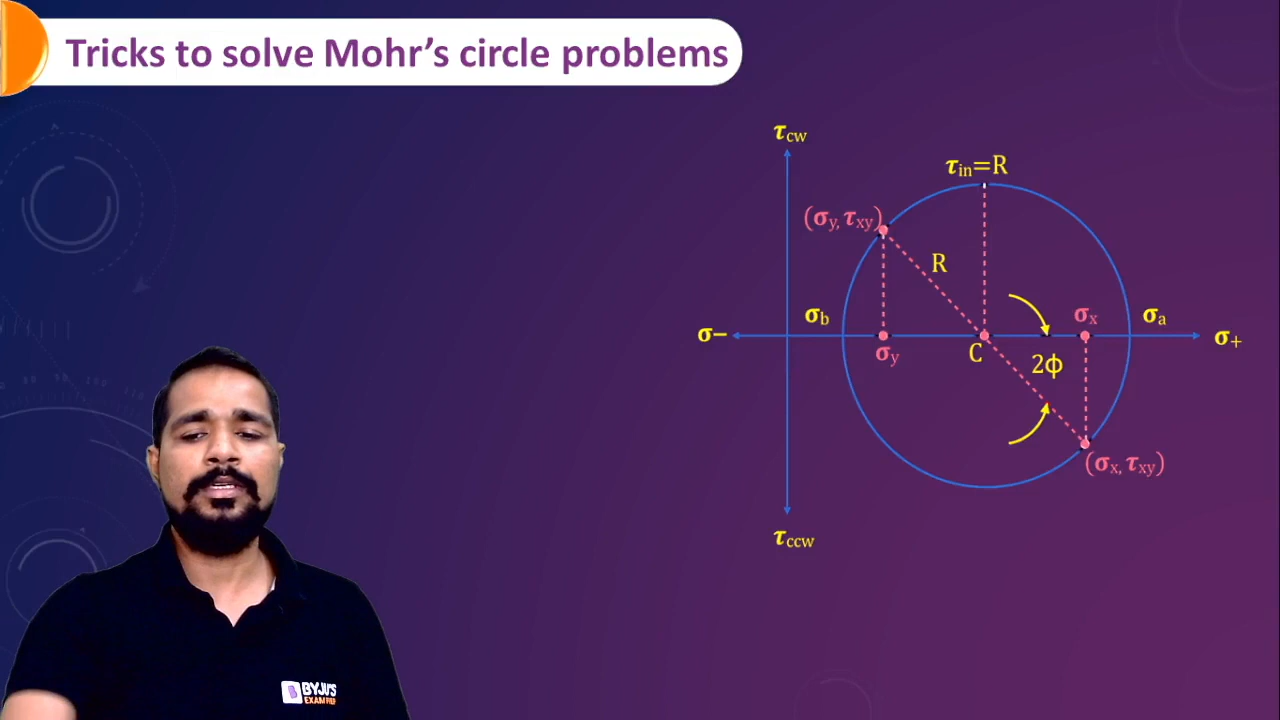 Tricks to solve Mohr’s circle problems
𝛕cw
𝛕in=R
(σy, 𝛕xy)
R
σb
σx
σa
σ−
σ+
σy
C
2ϕ
(σx, 𝛕xy)
𝛕ccw
BYJU'S
EXAM PREP